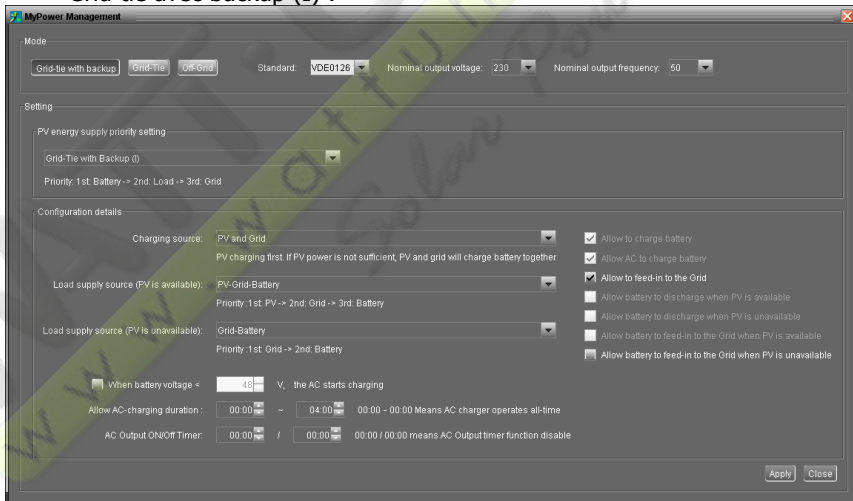 Grid-tie avec backup (I) :
MyPower Management
Mode
Grid-tie with backup Grid-Tie Off-Grid Standard: VDE0126 Nominal output voltage: 230 Nominal output frequency: 50
Setting
PV energy supply priority setting
Grid-Tie with Backup (I)
Priority: 1st: Battery-> 2nd: Load -> 3rd: Grid
Configuration details
Charging source: PV and Grid
PV charging first. If PV power is not sufficient, PV and grid will charge battery together
Load supply source (PV is available): PV-Grid-Battery
Priority :1st: PV-> 2nd: Grid -> 3rd: Battery
Load supply source (PV is unavailable): Grid-Battery
Priority :1st: Grid -> 2nd: Battery
Allow to charge battery
Allow AC to charge battery
Allow to feed-in to the Grid
Allow battery to discharge when PV is available
Allow battery to discharge when PV is unavailable
Allow battery to feed-in to the Grid when PV is available
Allow battery to feed-in to the Grid when PV is unavailable
When battery voltage < 48 V, the AC starts charging
Allow AC-charging duration : 00:00 ~ 04:00 00:00 - 00:00 Means AC charger operates all-time
AC Output ON/Off Timer: 00:00 / 00:00 00:00 / 00:00 means AC Output timer function disable
Apply Close